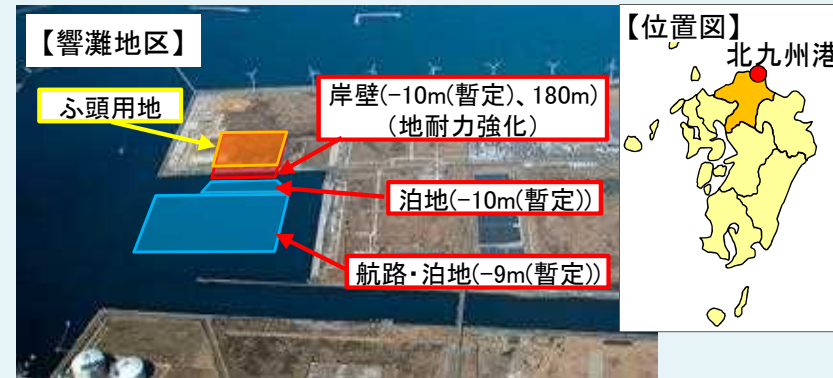 【響灘地区】
ふ頭用地
岸壁(-10m(暫定)、180m)
(地耐力強化)
泊地(-10m(暫定))
航路・泊地(-9m(暫定))
【位置図】
北九州港